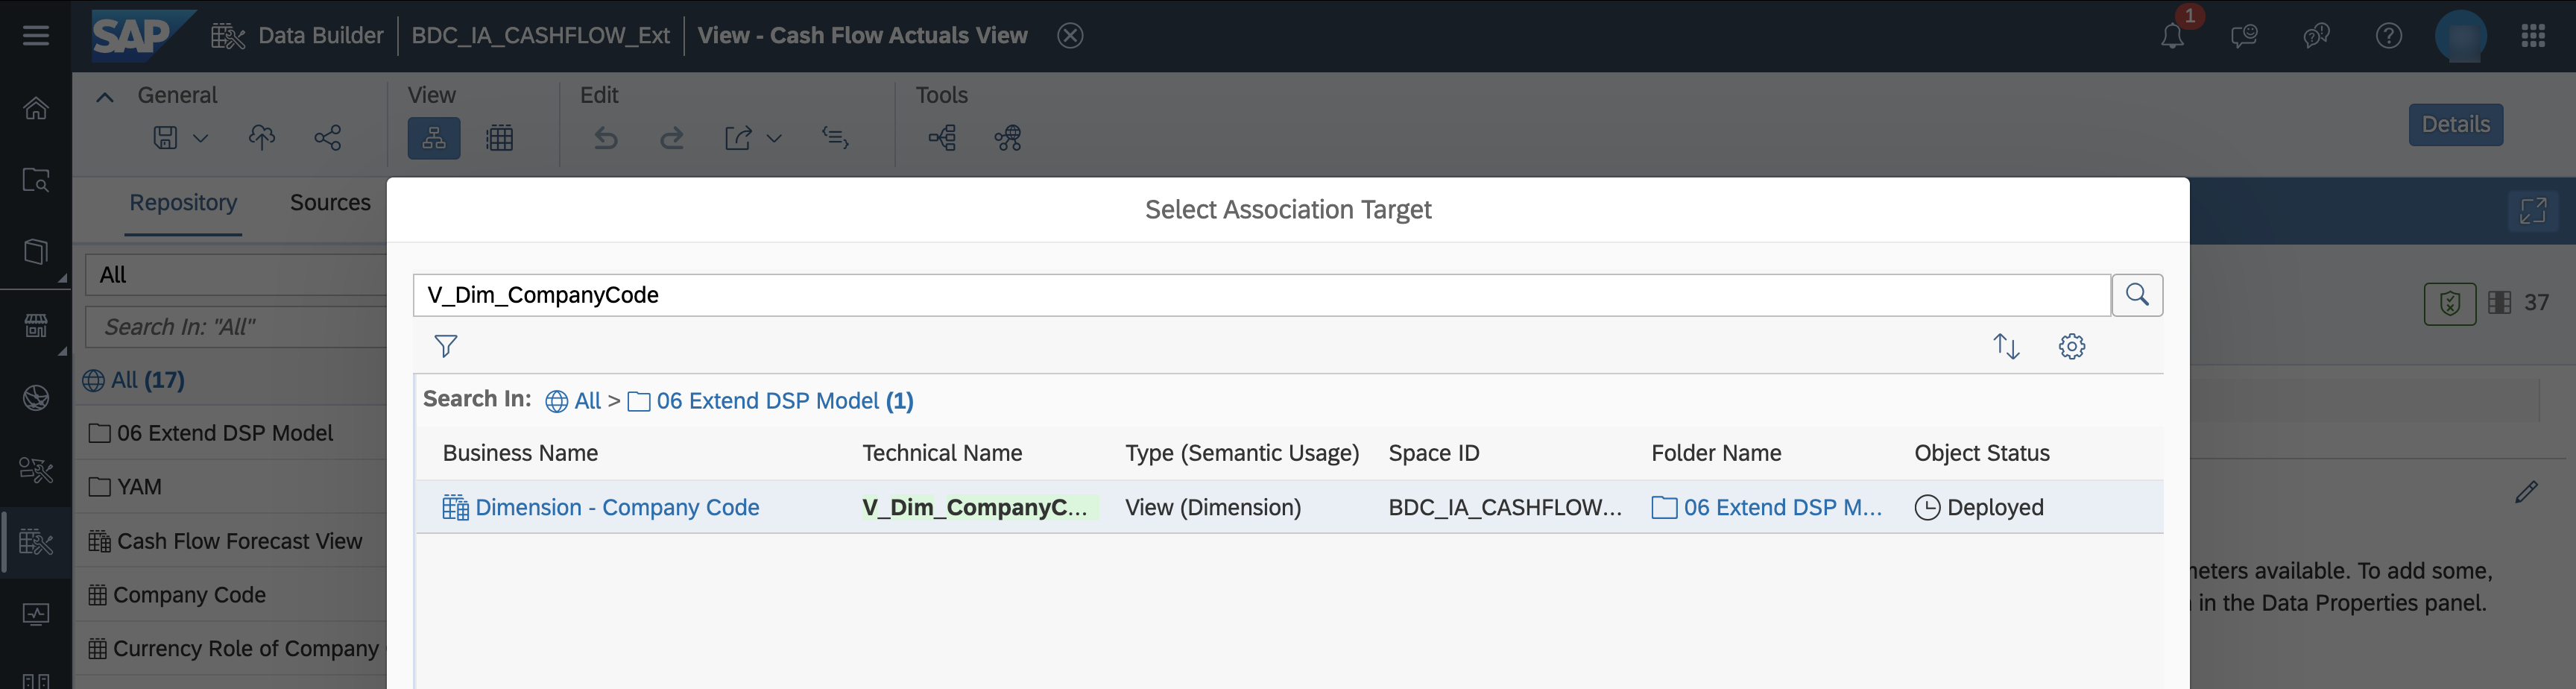 SAP Data Builder BDC_IA_CASHFLOW_Ext View - Cash Flow Actuals View 1
General View Edit Tools
Details
Repository Sources
Select Association Target
All
V_Dim_CompanyCode
Search In: "All"
37
All (17)
Search In: All > 06 Extend DSP Model (1)
06 Extend DSP Model
Business Name Technical Name Type (Semantic Usage) Space ID Folder Name Object Status
YAM
Dimension - Company Code V_Dim_CompanyC... View (Dimension) BDC_IA_CASHFLOW... 06 Extend DSP M... Deployed
Cash Flow Forecast View
Company Code
Currency Role of Company
available. To add some,
in the Data Properties panel.